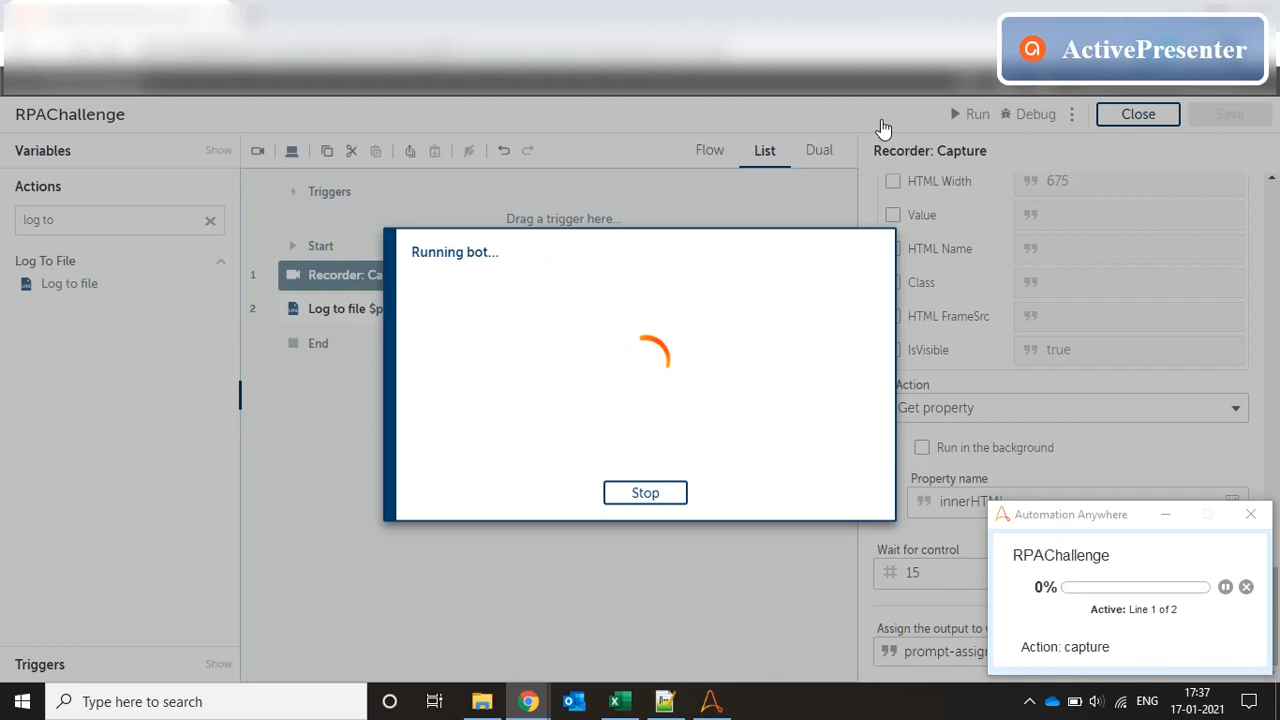 ActivePresenter
RPAChallenge
Run
Debug
Close
Save
Variables
Show
Flow
List
Dual
Recorder: Capture
Actions
log to
Log To File
Log to file
Triggers
Drag a trigger here...
Start
1
Recorder: Ca
2
Log to file $p
End
Running bot...
Stop
HTML Width
675
Value
HTML Name
Class
HTML FrameSrc
IsVisible
true
Action
Get property
Run in the background
Property name
innerHTML
Wait for control
15
Assign the output to
prompt-assig
Automation Anywhere
RPAChallenge
0%
Active: Line 1 of 2
Action: capture
Triggers
Show
Type here to search
ENG
17:37
17-01-2021